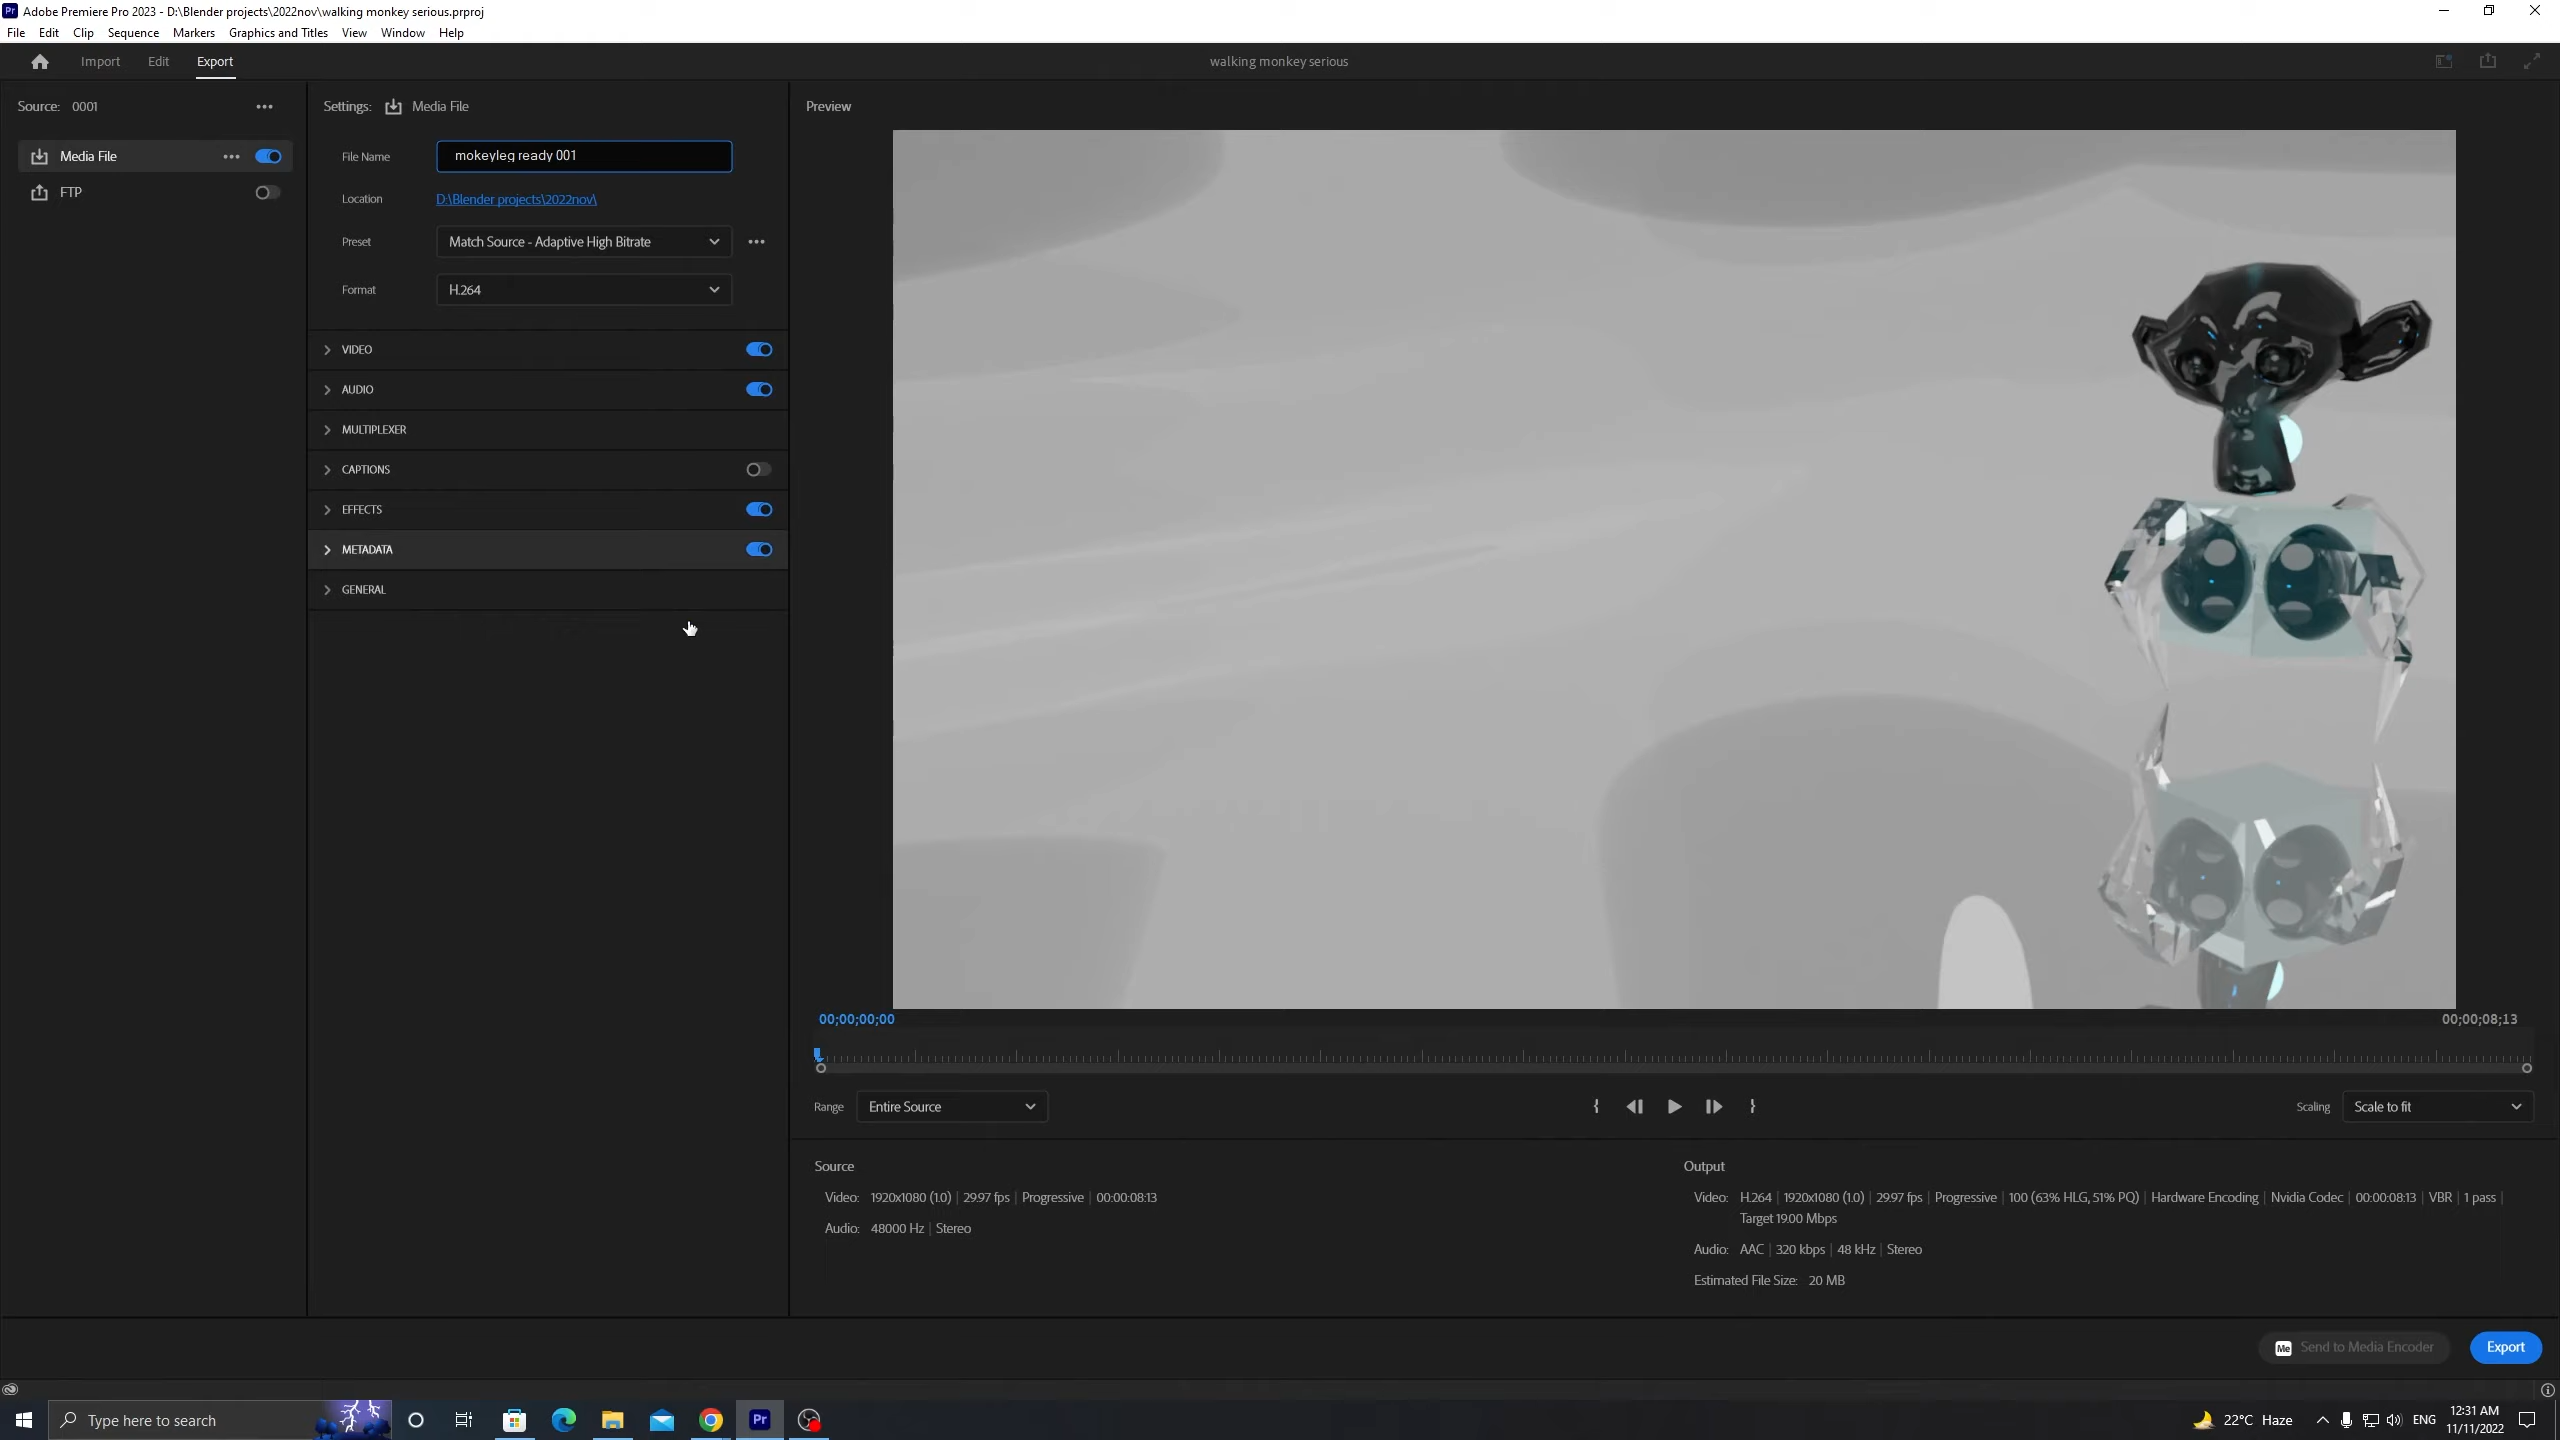 Pr Adobe Premiere Pro 2023 - D:\Blender projects\2022nov\walking monkey serious.prproj
File Edit Clip Sequence Markers Graphics and Titles View Window Help
Import Edit Export walking monkey serious
Source: 0001
Media File
FTP
Settings: Media File
File Name mokeyleg ready 001
Location D:\Blender projects\2022nov\
Preset Match Source - Adaptive High Bitrate
Format H.264
VIDEO
AUDIO
MULTIPLEXER
CAPTIONS
EFFECTS
METADATA
GENERAL
Preview
00;00;00;00 00;00;08;13
Range Entire Source Scaling Scale to fit
Source
Video: 1920x1080 (1.0) | 29.97 fps | Progressive | 00:00:08:13
Audio: 48000 Hz | Stereo
Output
Video: H.264 | 1920x1080 (1.0) | 29.97 fps | Progressive | 100 (63% HLG, 51% PQ) | Hardware Encoding | Nvidia Codec | 00:00:08:13 | VBR | 1 pass |
Target 19.00 Mbps
Audio: AAC | 320 kbps | 48 kHz | Stereo
Estimated File Size: 20 MB
Me Send to Media Encoder Export
Type here to search Pr 22°C Haze ENG 12:31 AM
11/11/2022